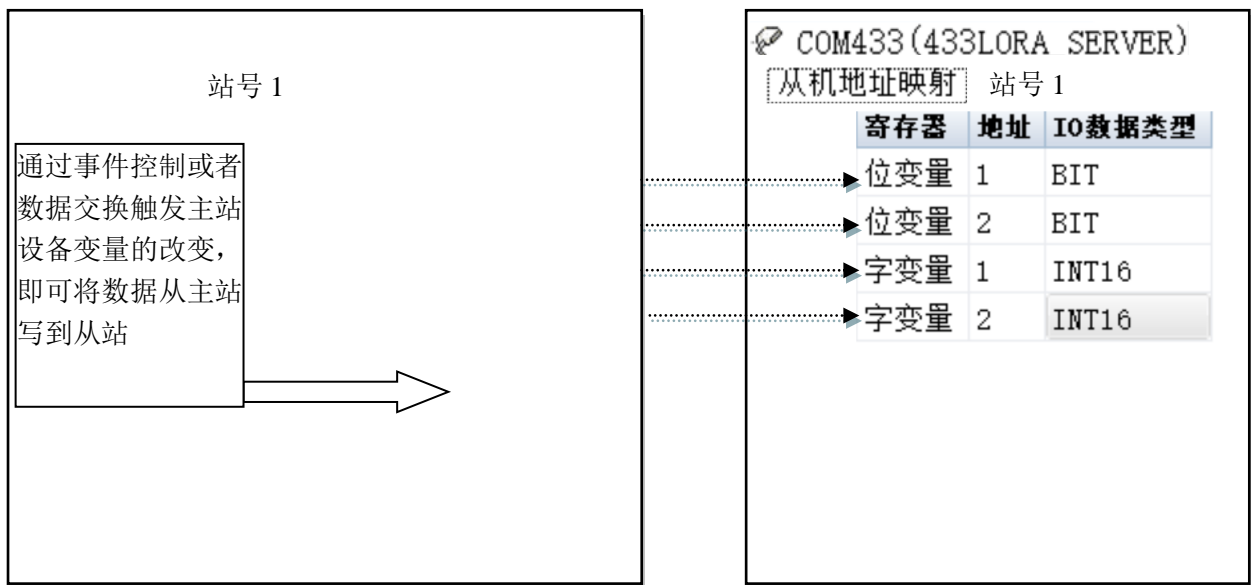 站号 1
通过事件控制或者
数据交换触发主站
设备变量的改变，
即可将数据从主站
写到从站
COM433(433LORA SERVER)
从机地址映射 站号 1
寄存器 地址 IO数据类型
位变量 1 BIT
位变量 2 BIT
字变量 1 INT16
字变量 2 INT16